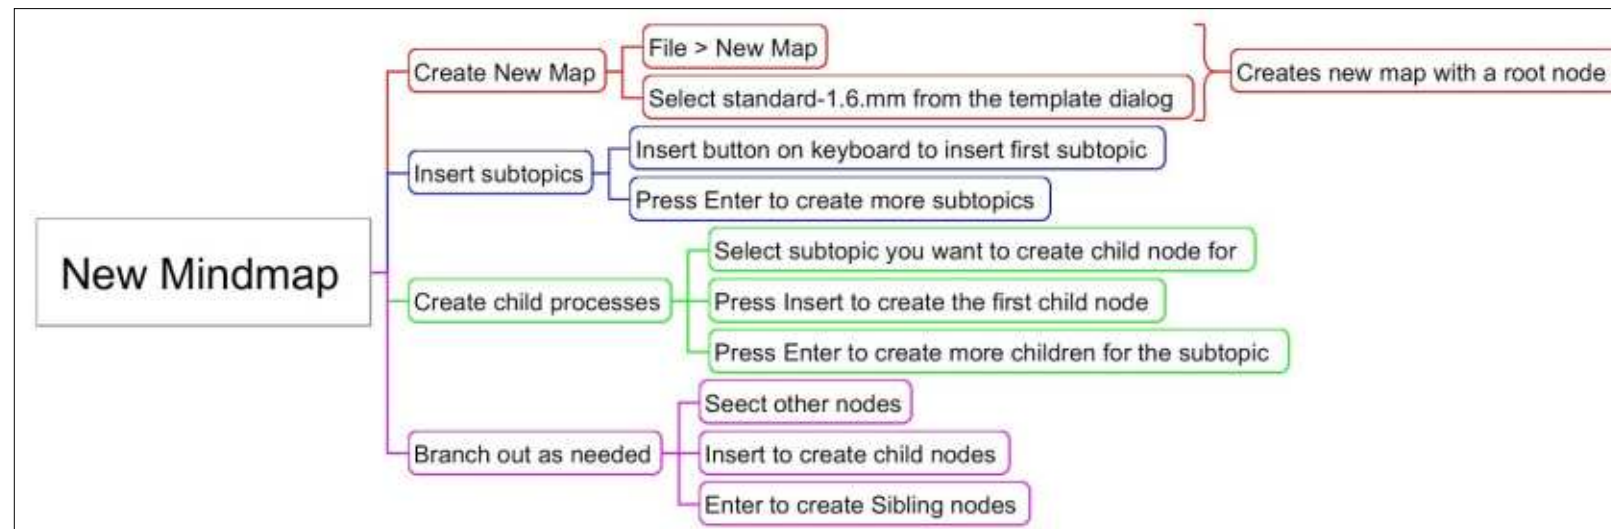 New Mindmap
Create New Map
File > New Map
Select standard-1.6.mm from the template dialog
Creates new map with a root node
Insert subtopics
Insert button on keyboard to insert first subtopic
Press Enter to create more subtopics
Create child processes
Select subtopic you want to create child node for
Press Insert to create the first child node
Press Enter to create more children for the subtopic
Branch out as needed
Seect other nodes
Insert to create child nodes
Enter to create Sibling nodes